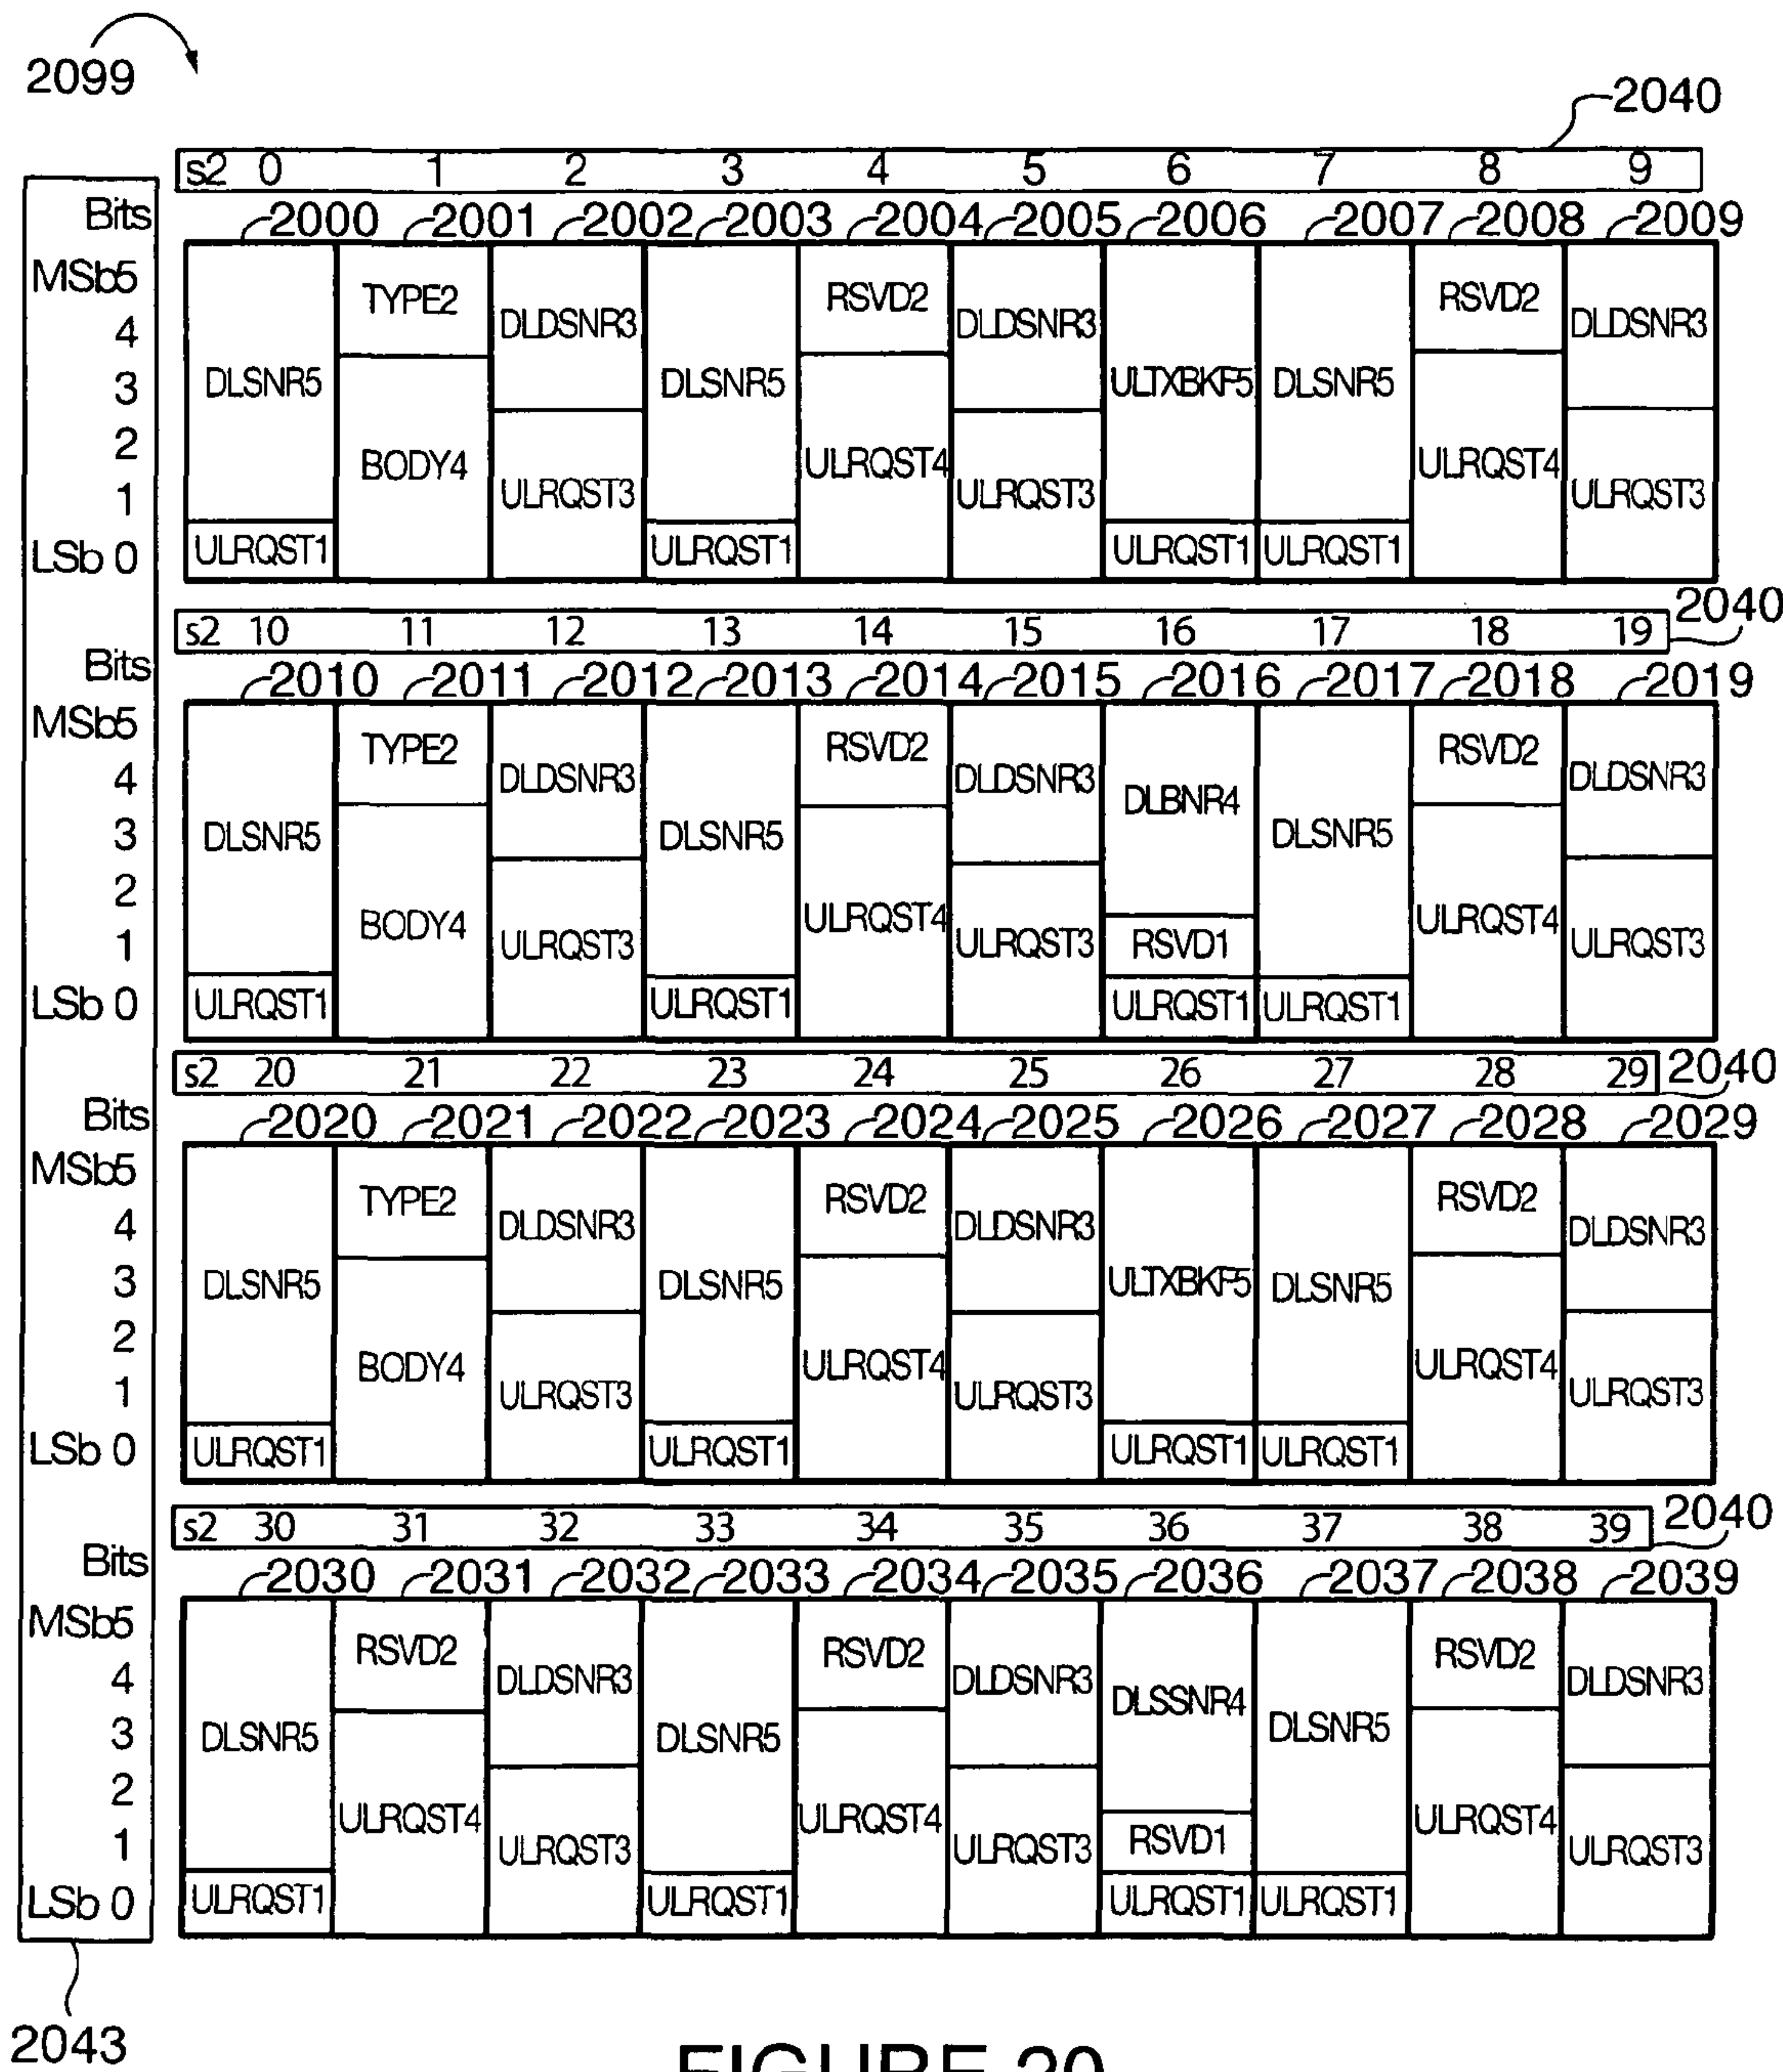 2099
2040
s2 0 1 2 3 4 5 6 7 8 9
Bits 2000 2001 2002 2003 2004 2005 2006 2007 2008 2009
MSb5 TYPE2 RSVD2 RSVD2
4 DLDSNR3 DLDSNR3 DLDSNR3
3 DLSNR5 DLSNR5 ULTXBKF5 DLSNR5
2 BODY4 ULRQST4 ULRQST4
1 ULRQST3 ULRQST3 ULRQST3
LSb 0 ULRQST1 ULRQST1 ULRQST1 ULRQST1
s2 10 11 12 13 14 15 16 17 18 19 2040
Bits 2010 2011 2012 2013 2014 2015 2016 2017 2018 2019
MSb5 TYPE2 RSVD2 RSVD2
4 DLDSNR3 DLDSNR3 DLBNR4 DLDSNR3
3 DLSNR5 DLSNR5 DLSNR5
2 BODY4 ULRQST4 ULRQST4
1 ULRQST3 ULRQST3 RSVD1 ULRQST3
LSb 0 ULRQST1 ULRQST1 ULRQST1 ULRQST1
s2 20 21 22 23 24 25 26 27 28 29 2040
Bits 2020 2021 2022 2023 2024 2025 2026 2027 2028 2029
MSb5 TYPE2 RSVD2 RSVD2
4 DLDSNR3 DLDSNR3 DLDSNR3
3 DLSNR5 DLSNR5 ULTXBKF5 DLSNR5
2 BODY4 ULRQST4 ULRQST4
1 ULRQST3 ULRQST3 ULRQST3
LSb 0 ULRQST1 ULRQST1 ULRQST1 ULRQST1
s2 30 31 32 33 34 35 36 37 38 39 2040
Bits 2030 2031 2032 2033 2034 2035 2036 2037 2038 2039
MSb5 RSVD2 RSVD2 RSVD2
4 DLDSNR3 DLDSNR3 DLSSNR4 DLDSNR3
3 DLSNR5 DLSNR5 DLSNR5
2 ULRQST4 ULRQST4 ULRQST4
1 ULRQST3 ULRQST3 RSVD1 ULRQST3
LSb 0 ULRQST1 ULRQST1 ULRQST1 ULRQST1
2043
FIGURE 20